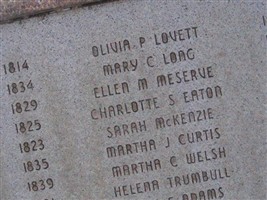 OLIVIA P LOVETT
1814 MARY C LONG
1834 ELLEN M MESERVE
1829 CHARLOTTE S EATON
1825 SARAH McKENZIE
1823 MARTHA J CURTIS
1835 MARTHA C WELSH
1839 HELENA TRUMBULL
ADAMS